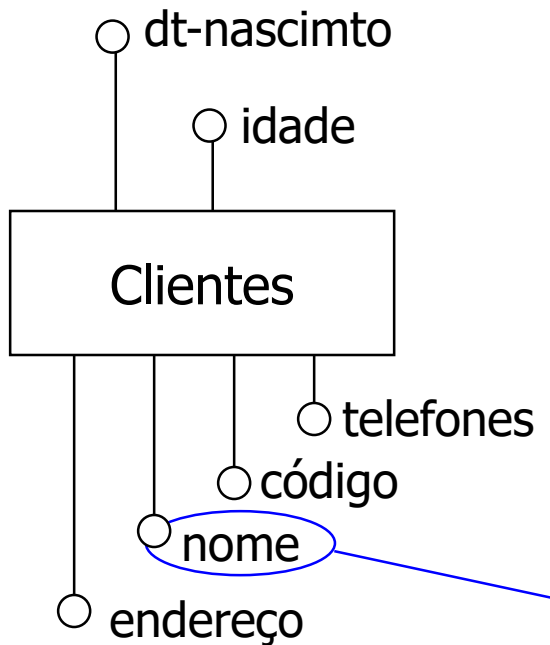 dt-nascimto
idade
Clientes
telefones
código
nome
endereço